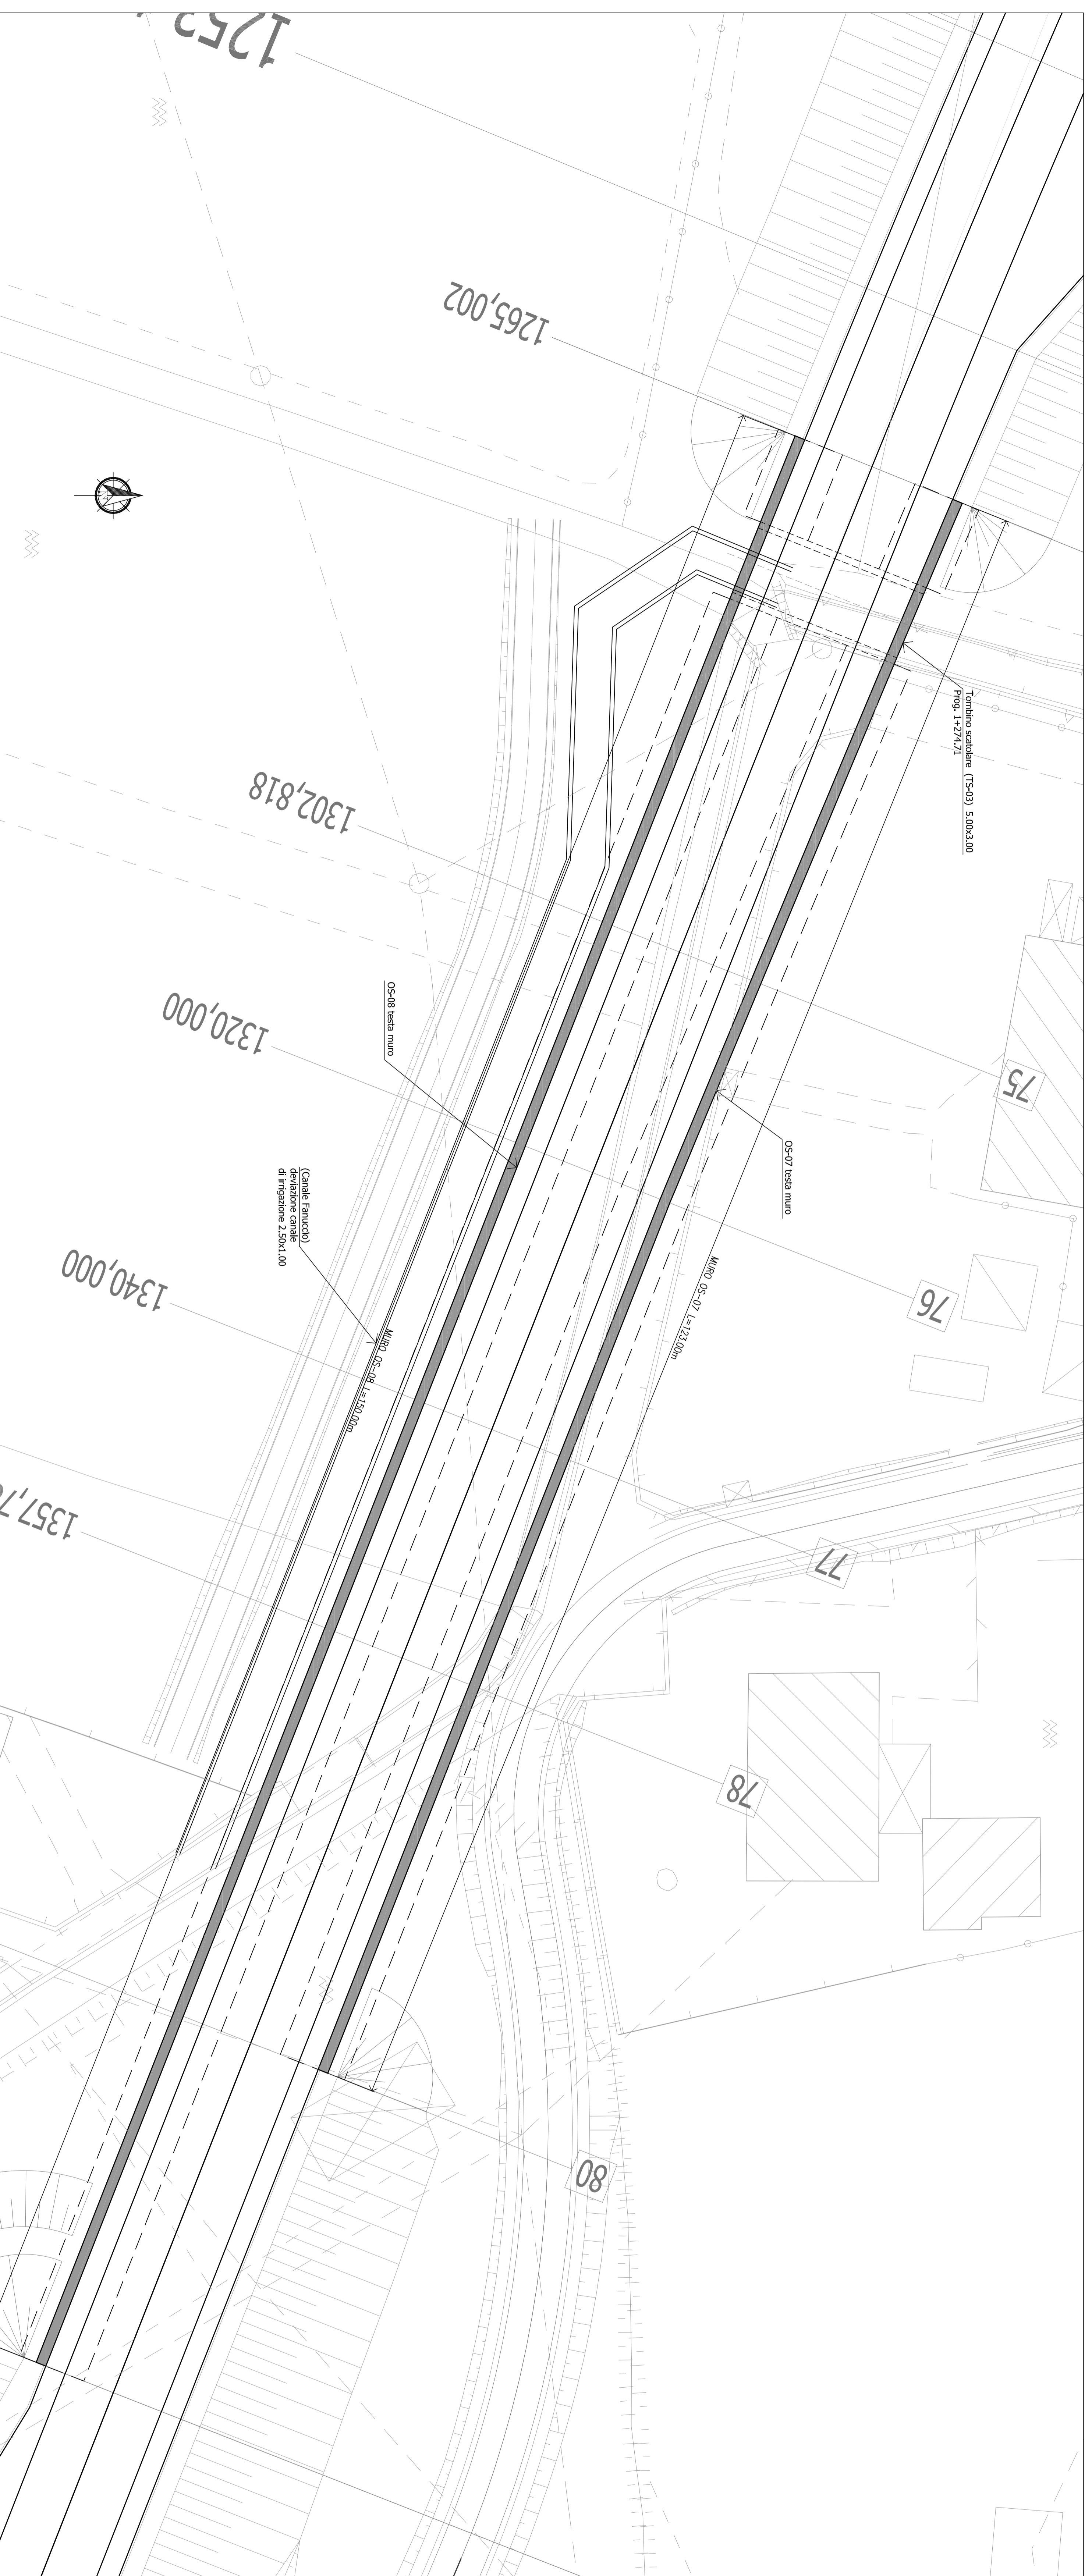 1265,002
Tombino scatolare (TS-03) 5.00x3.00
Prog. 1+274.71
1302,818
75
OS-08 testa muro
1320,000
OS-07 testa muro
76
(Canale Fanuccio)
deviazione canale
di irrigazione 2.50x1.00
MURO OS-07 L=123.00m
1340,000
MURO OS-08 L=150.00m
77
78
80